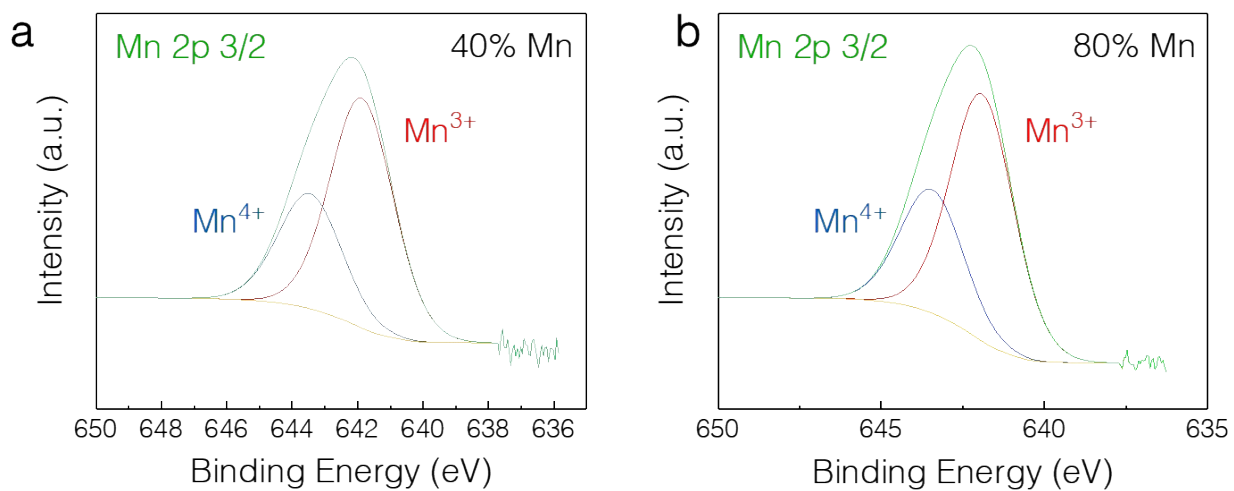 a
Mn 2p 3/2
40% Mn
Mn³⁺
Mn⁴⁺
Intensity (a.u.)
650 648 646 644 642 640 638 636
Binding Energy (eV)
b
Mn 2p 3/2
80% Mn
Mn³⁺
Mn⁴⁺
Intensity (a.u.)
650 645 640 635
Binding Energy (eV)